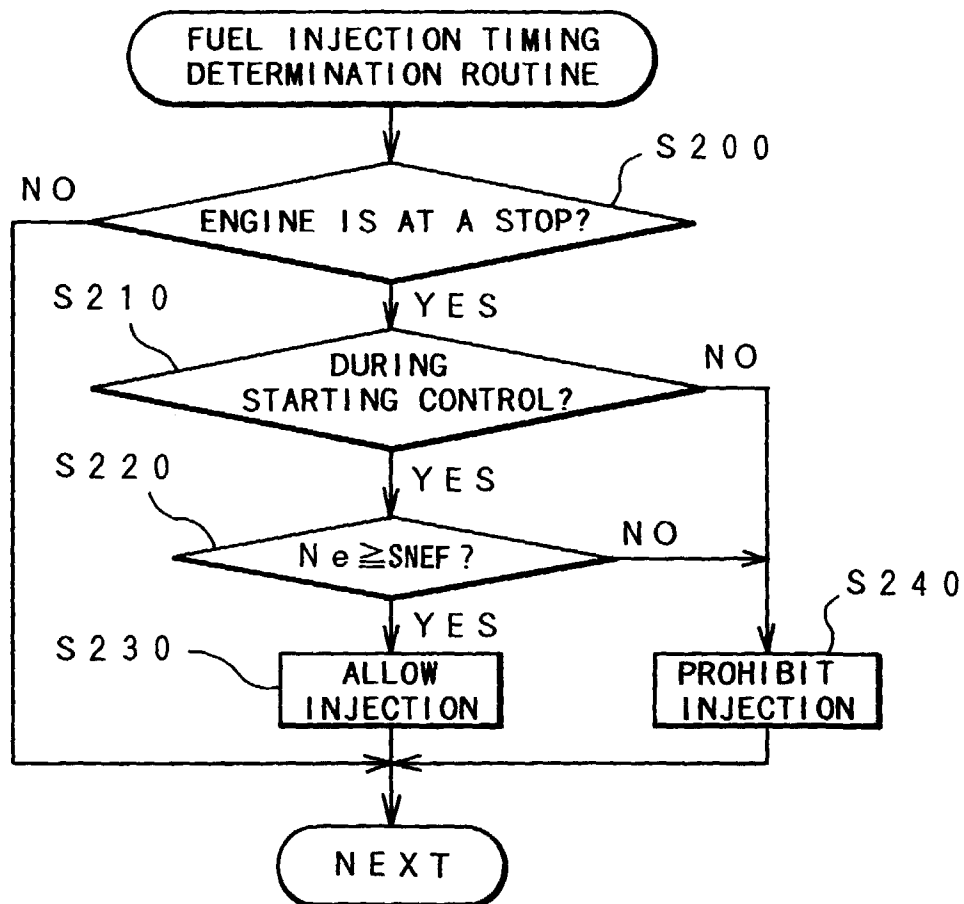 FUEL INJECTION TIMING
DETERMINATION ROUTINE
S200
NO
ENGINE IS AT A STOP?
YES
S210
NO
DURING
STARTING CONTROL?
YES
S220
NO
Ne≧SNEF?
YES
S240
S230
ALLOW
INJECTION
PROHIBIT
INJECTION
NEXT